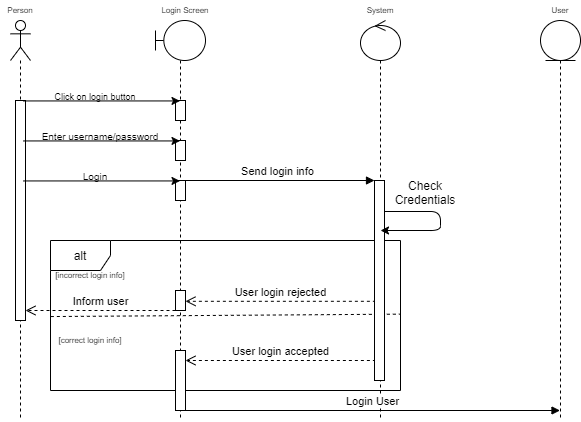 Person
Login Screen
System
User
Click on login button
Enter username/password
Login
Send login info
Check
Credentials
alt
[incorrect login info]
User login rejected
Inform user
[correct login info]
User login accepted
Login User